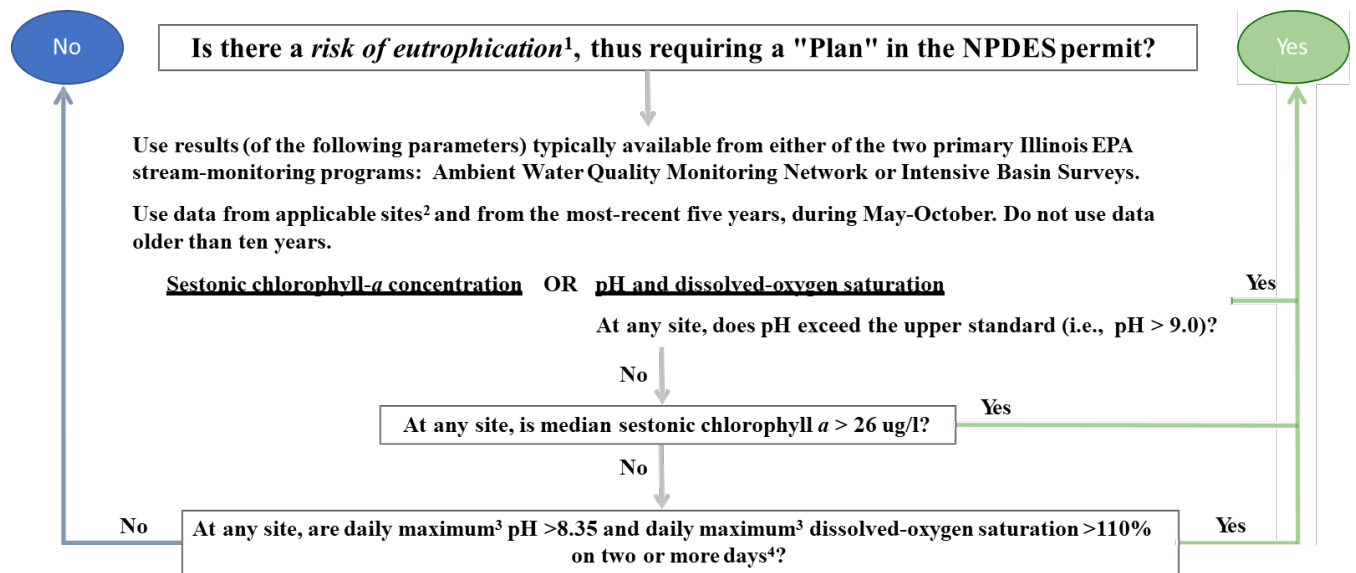 No
Is there a risk of eutrophication¹, thus requiring a "Plan" in the NPDES permit?
Yes
Use results (of the following parameters) typically available from either of the two primary Illinois EPA
stream-monitoring programs: Ambient Water Quality Monitoring Network or Intensive Basin Surveys.
Use data from applicable sites² and from the most-recent five years, during May-October. Do not use data
older than ten years.
Sestonic chlorophyll-a concentration OR pH and dissolved-oxygen saturation
Yes
At any site, does pH exceed the upper standard (i.e., pH > 9.0)?
No
At any site, is median sestonic chlorophyll a > 26 ug/l?
Yes
No
No
At any site, are daily maximum³ pH >8.35 and daily maximum³ dissolved-oxygen saturation >110%
on two or more days⁴?
Yes